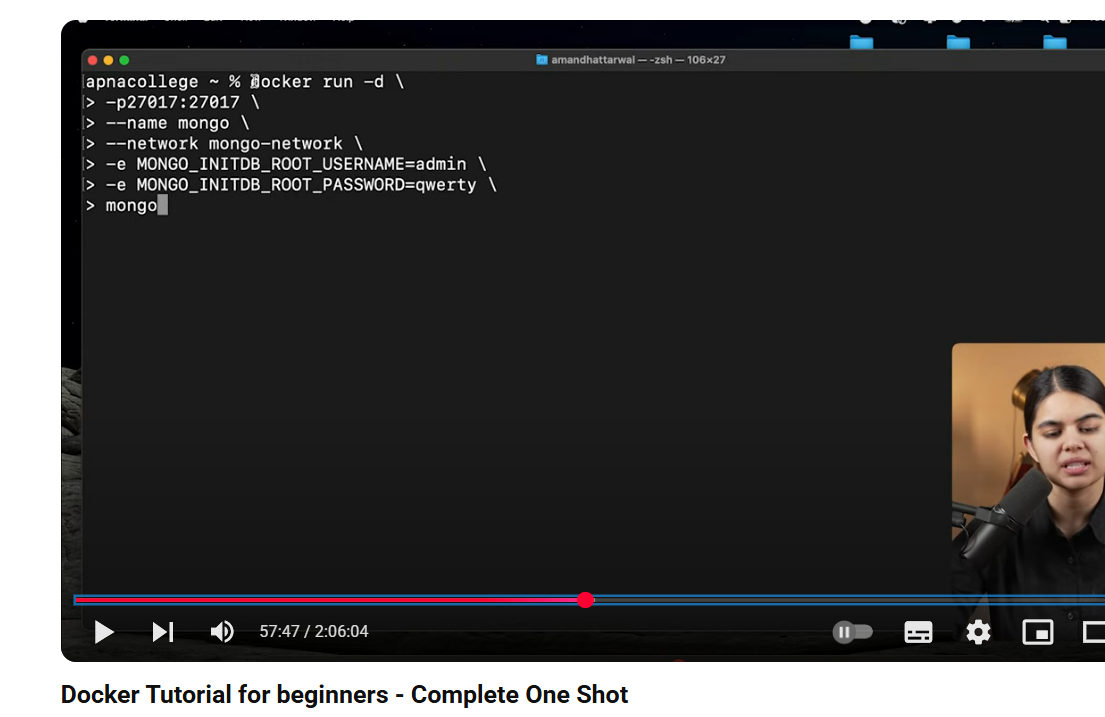 amandhattarwal — -zsh — 106×27
apnacollege ~ % docker run -d \
> -p27017:27017 \
> --name mongo \
> --network mongo-network \
> -e MONGO_INITDB_ROOT_USERNAME=admin \
> -e MONGO_INITDB_ROOT_PASSWORD=qwerty \
> mongo
57:47 / 2:06:04
Docker Tutorial for beginners - Complete One Shot